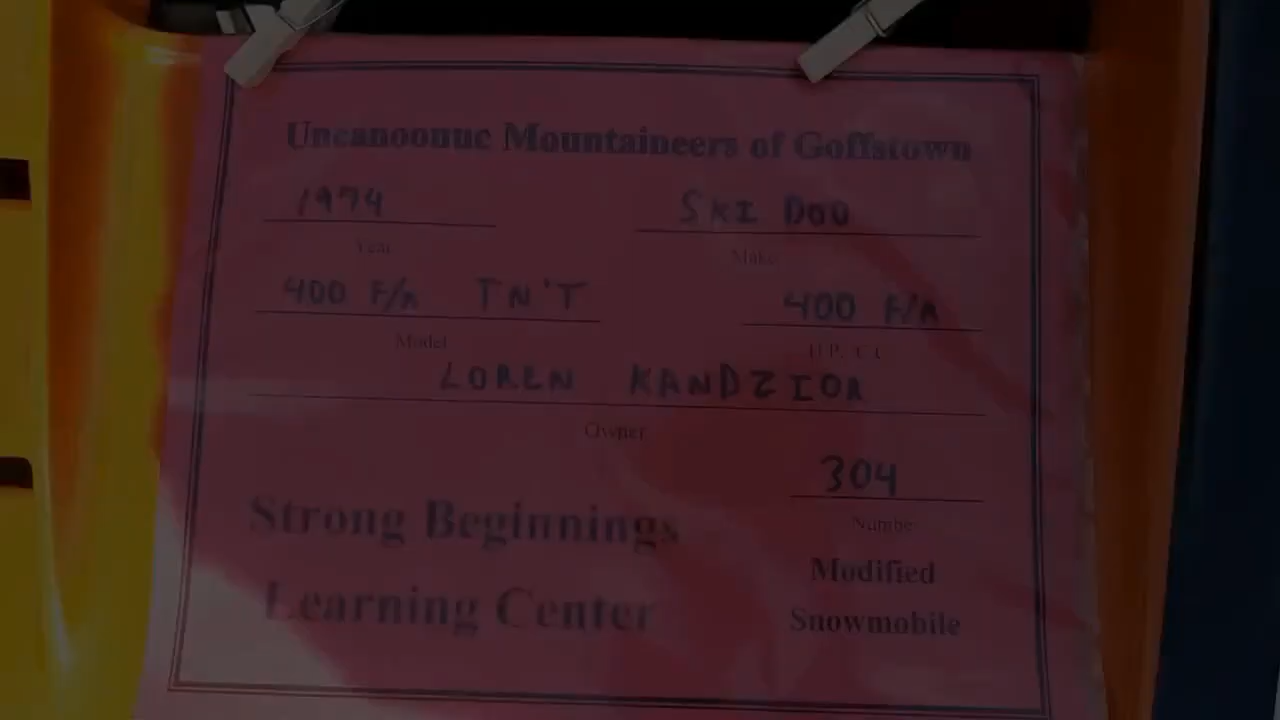 Uncanoonuc Mountaineers of Goffstown
1974 SKI DOO
Year Make
400 F/A TN'T 400 F/A
Model H.P. / C.C.
LOREN KANDZIOR
Owner
304
Number
Strong Beginnings
Learning Center
Modified
Snowmobile